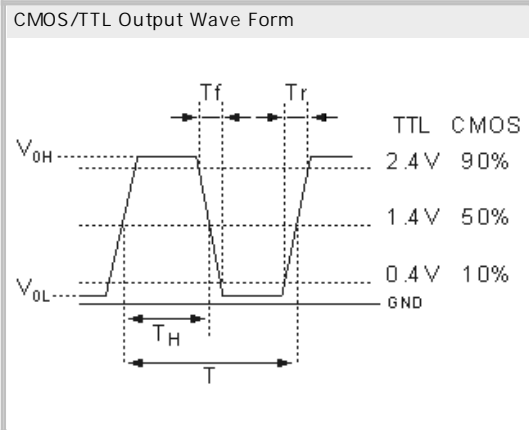 CMOS/TTL Output Wave Form
Tf Tr
TTL CMOS
V0H 2.4V 90%
1.4V 50%
0.4V 10%
V0L GND
TH
T